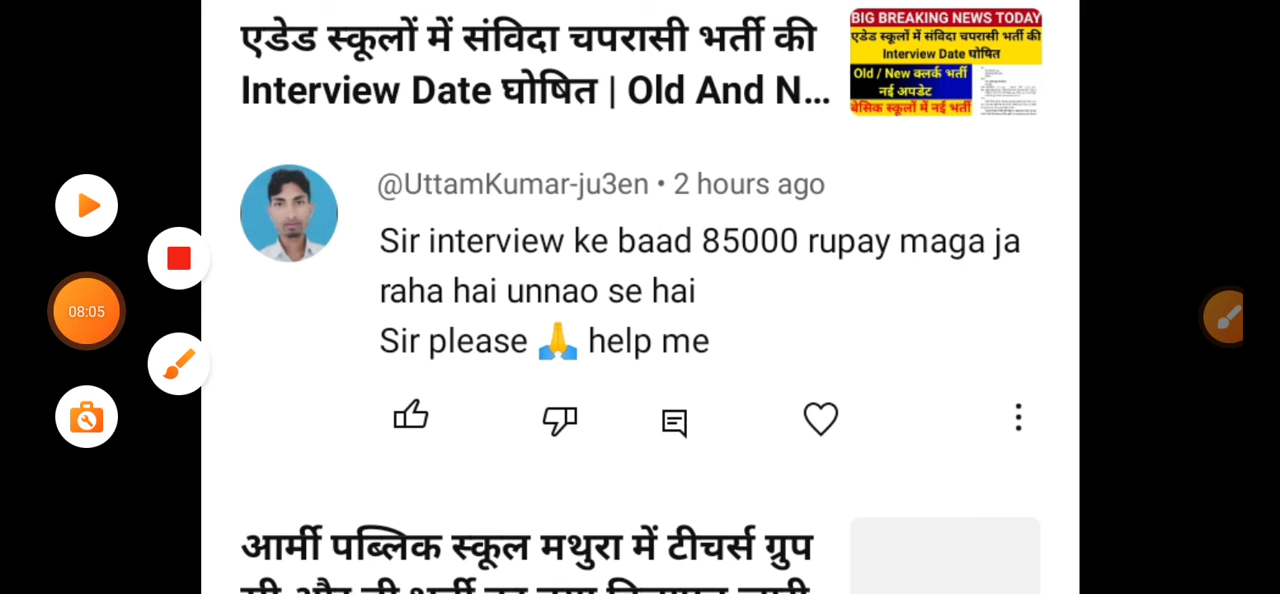 एडेड स्कूलों में संविदा चपरासी भर्ती की
Interview Date घोषित | Old And N...
BIG BREAKING NEWS TODAY
एडेड स्कूलों में संविदा चपरासी भर्ती की
Interview Date घोषित
Old / New क्लर्क भर्ती
नई अपडेट
बेसिक स्कूलों में नई भर्ती
@UttamKumar-ju3en • 2 hours ago
Sir interview ke baad 85000 rupay maga ja
raha hai unnao se hai
Sir please 🙏 help me
08:05
आर्मी पब्लिक स्कूल मथुरा में टीचर्स ग्रुप